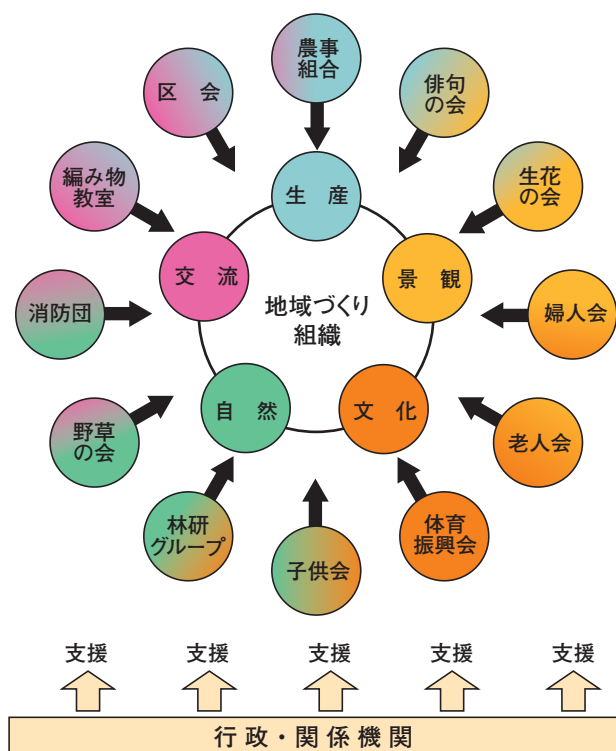 農事
組合
区　会
俳句
の会
編み物
教室
生花
の会
生　産
交　流
景　観
地域づくり
組織
消防団
婦人会
自　然
文　化
野草
の会
老人会
林研
グループ
体育
振興会
子供会
支援
支援
支援
支援
支援
行政・関係機関